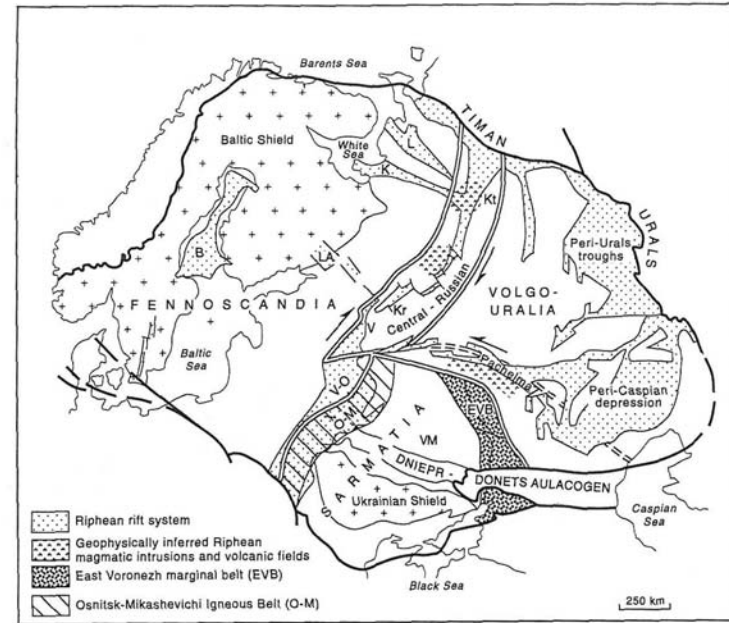 Barents Sea
TIMAN
Baltic Shield
White
Sea
L
K
Kt
URALS
Peri-Urals
troughs
B
LA
FENNOSCANDIA
Kr
V
Central-Russian
VOLGO-
URALIA
Baltic
Sea
Pachelma
V-O
Peri-Caspian
depression
O-M
EVB
SARMATIA
VM
DNIEPR-
DONETS AULACOGEN
Ukrainian Shield
Caspian
Sea
Black Sea
Riphean rift system
Geophysically inferred Riphean
magmatic intrusions and volcanic fields
East Voronezh marginal belt (EVB)
Osnitsk-Mikashevichi Igneous Belt (O-M)
250 km